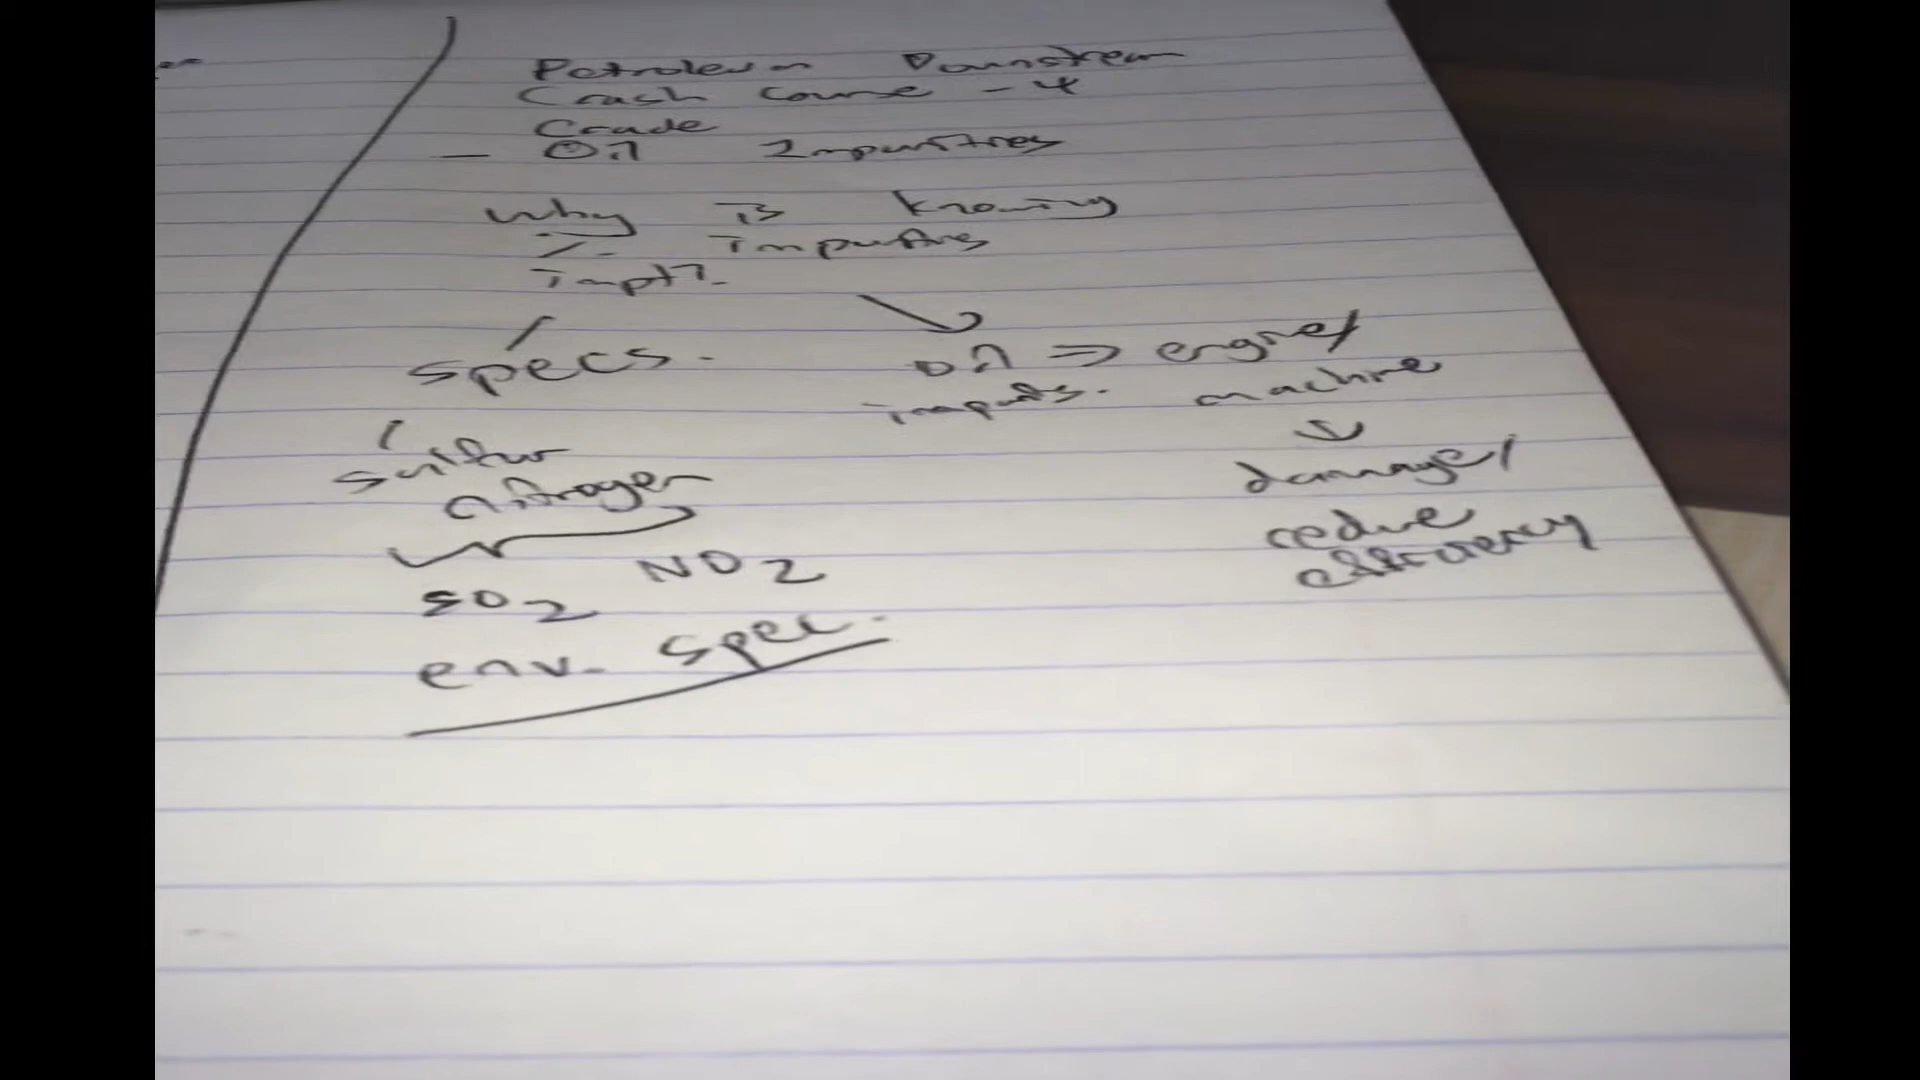 Petroleum Downstream
Crash Course - 4
Crude
- Oil Impurities
Why is knowing
%. impurities
impt?
specs.
Oil => engine/
impurts. machine
damage/
reduce
efficiency
sulfur
nitrogen
SO2 NO2
env. spec.